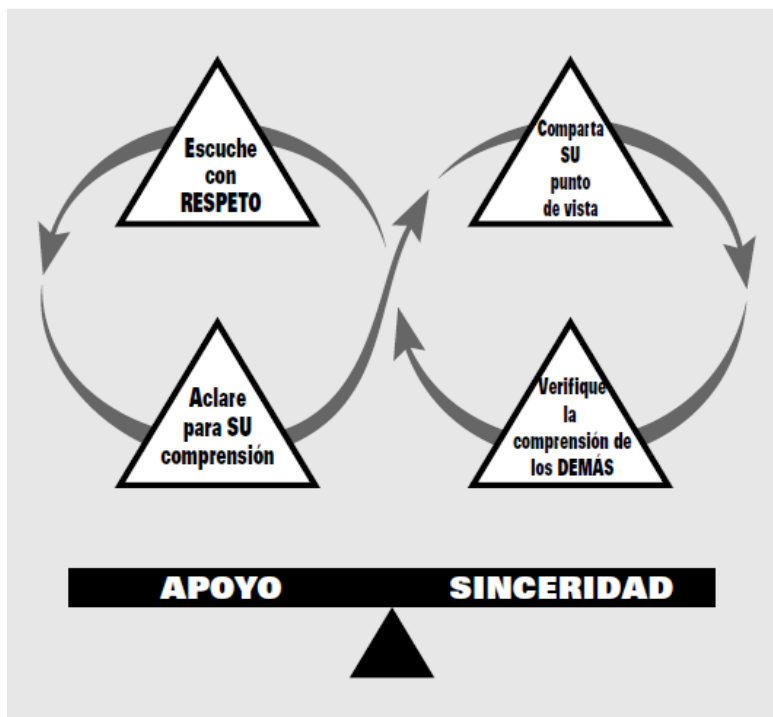 Escuche
con
RESPETO
Comparta
SU
punto
de vista
Aclare
para SU
comprensión
Verifique
la
comprensión de
los DEMÁS
APOYO
SINCERIDAD